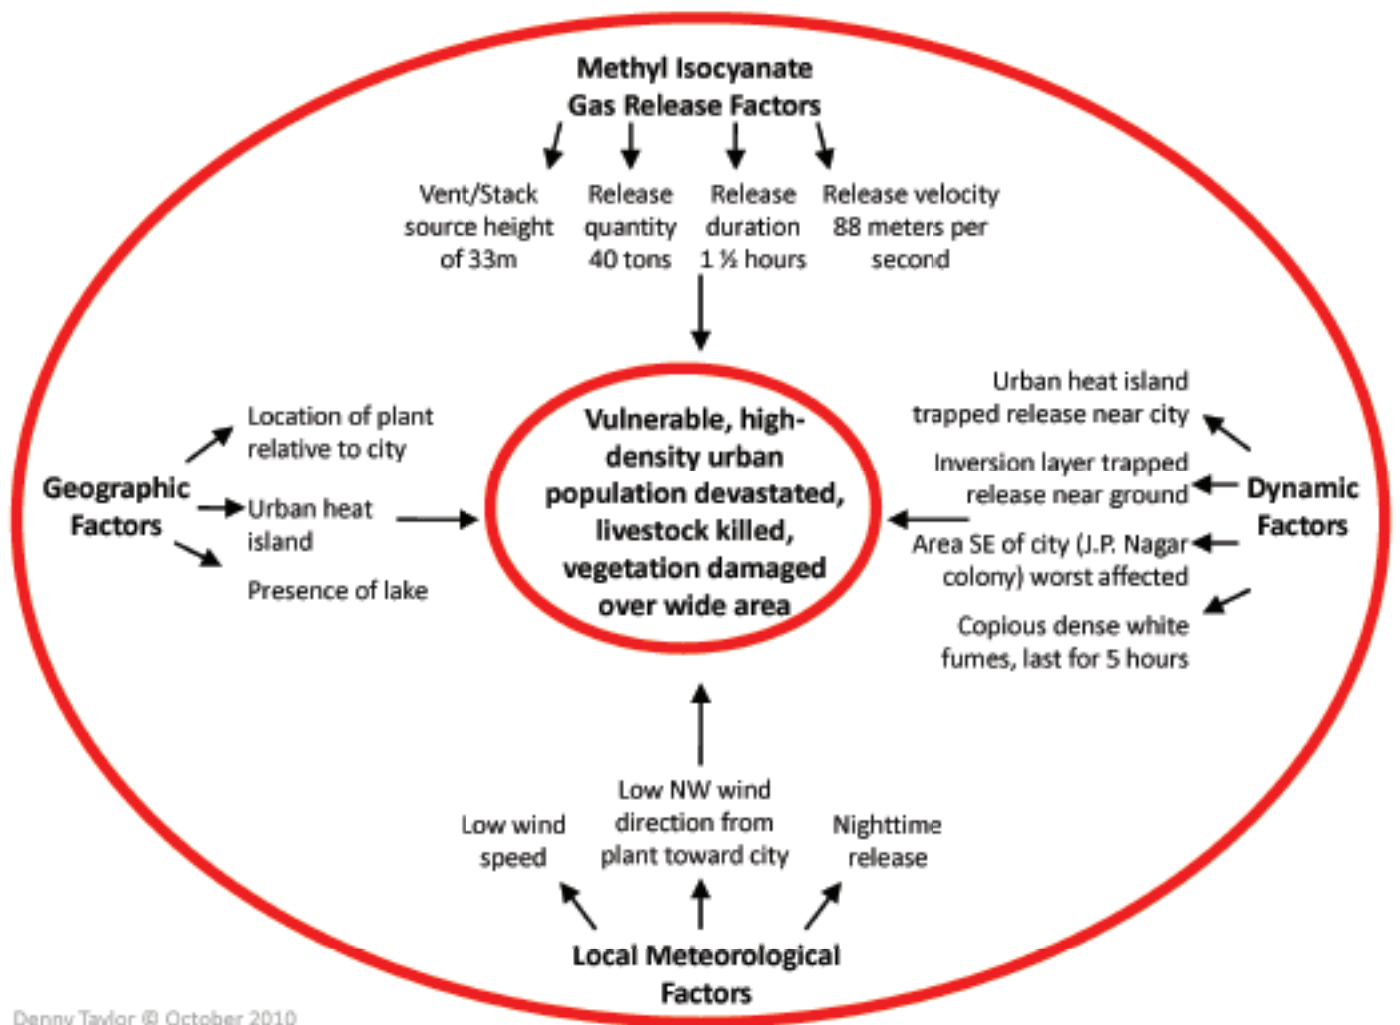 Methyl Isocyanate
Gas Release Factors
Vent/Stack
source height
of 33m
Release
quantity
40 tons
Release
duration
1 ½ hours
Release velocity
88 meters per
second
Geographic
Factors
Location of plant
relative to city
Urban heat
island
Presence of lake
Vulnerable, high-
density urban
population devastated,
livestock killed,
vegetation damaged
over wide area
Urban heat island
trapped release near city
Inversion layer trapped
release near ground
Area SE of city (J.P. Nagar
colony) worst affected
Copious dense white
fumes, last for 5 hours
Dynamic
Factors
Low wind
speed
Low NW wind
direction from
plant toward city
Nighttime
release
Local Meteorological
Factors
Denny Taylor © October 2010